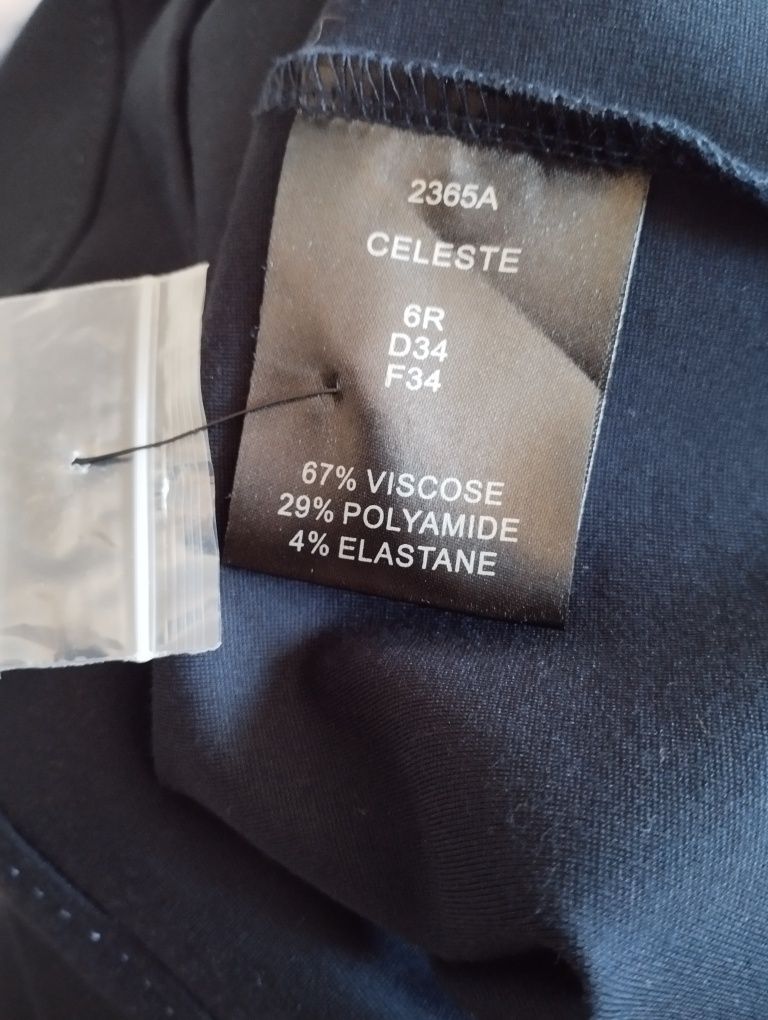 2365A
CELESTE
6R
D34
F34
67% VISCOSE
29% POLYAMIDE
4% ELASTANE